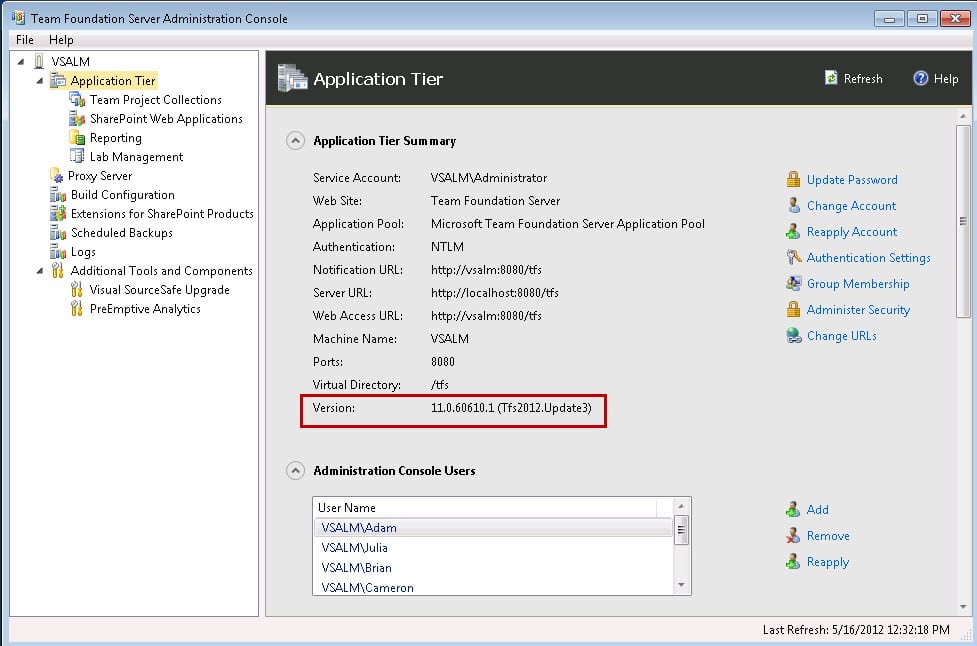 Team Foundation Server Administration Console
File Help
VSALM
Application Tier
Team Project Collections
SharePoint Web Applications
Reporting
Lab Management
Proxy Server
Build Configuration
Extensions for SharePoint Products
Scheduled Backups
Logs
Additional Tools and Components
Visual SourceSafe Upgrade
PreEmptive Analytics
Application Tier
Refresh
Help
Application Tier Summary
Service Account: VSALM\Administrator
Web Site: Team Foundation Server
Application Pool: Microsoft Team Foundation Server Application Pool
Authentication: NTLM
Notification URL: http://vsalm:8080/tfs
Server URL: http://localhost:8080/tfs
Web Access URL: http://vsalm:8080/tfs
Machine Name: VSALM
Ports: 8080
Virtual Directory: /tfs
Version: 11.0.60610.1 (Tfs2012.Update3)
Update Password
Change Account
Reapply Account
Authentication Settings
Group Membership
Administer Security
Change URLs
Administration Console Users
User Name
VSALM\Adam
VSALM\Julia
VSALM\Brian
VSALM\Cameron
Add
Remove
Reapply
Last Refresh: 5/16/2012 12:32:18 PM